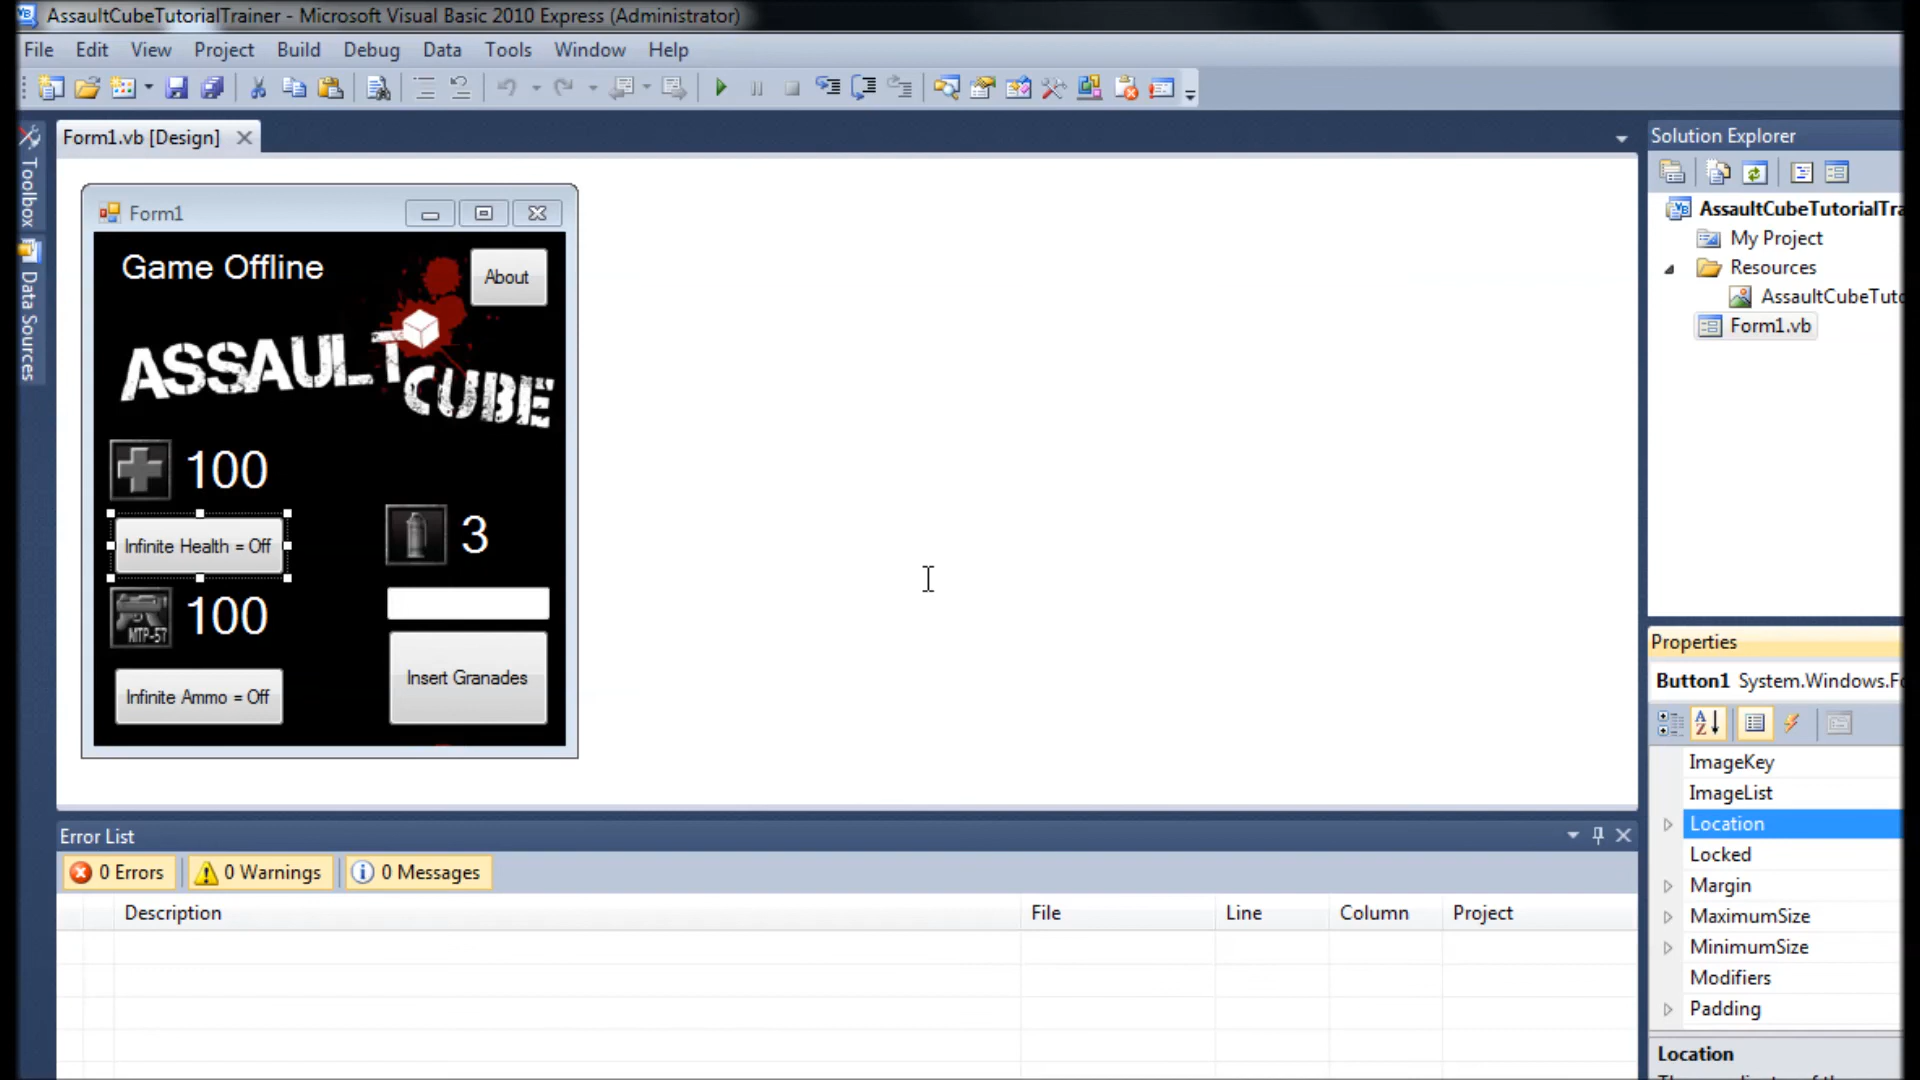 AssaultCubeTutorialTrainer - Microsoft Visual Basic 2010 Express (Administrator)
File Edit View Project Build Debug Data Tools Window Help
Form1.vb [Design]
Toolbox
Data Sources
Form1
Game Offline
About
ASSAULT
CUBE
100
Infinite Health = Off
3
MTP-57
100
Infinite Ammo = Off
Insert Granades
Solution Explorer
AssaultCubeTutorialTra
My Project
Resources
AssaultCubeTuto
Form1.vb
Properties
Button1 System.Windows.Fo
ImageKey
ImageList
Location
Locked
Margin
MaximumSize
MinimumSize
Modifiers
Padding
Location
Error List
0 Errors 0 Warnings 0 Messages
Description File Line Column Project